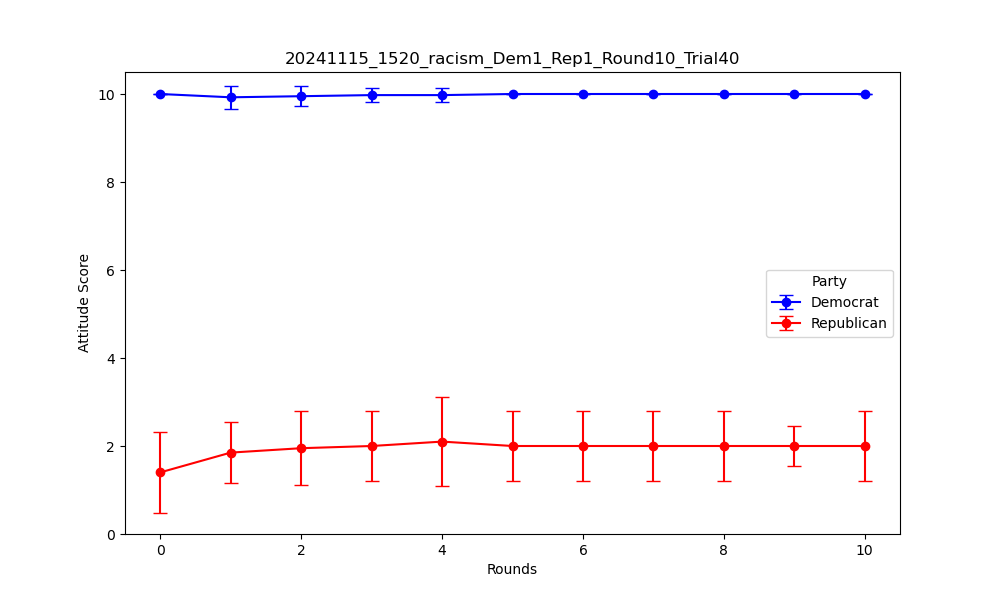 20241115_1520_racism_Dem1_Rep1_Round10_Trial40
Attitude Score
10
8
6
4
2
0
Party
Democrat
Republican
0 2 4 6 8 10
Rounds